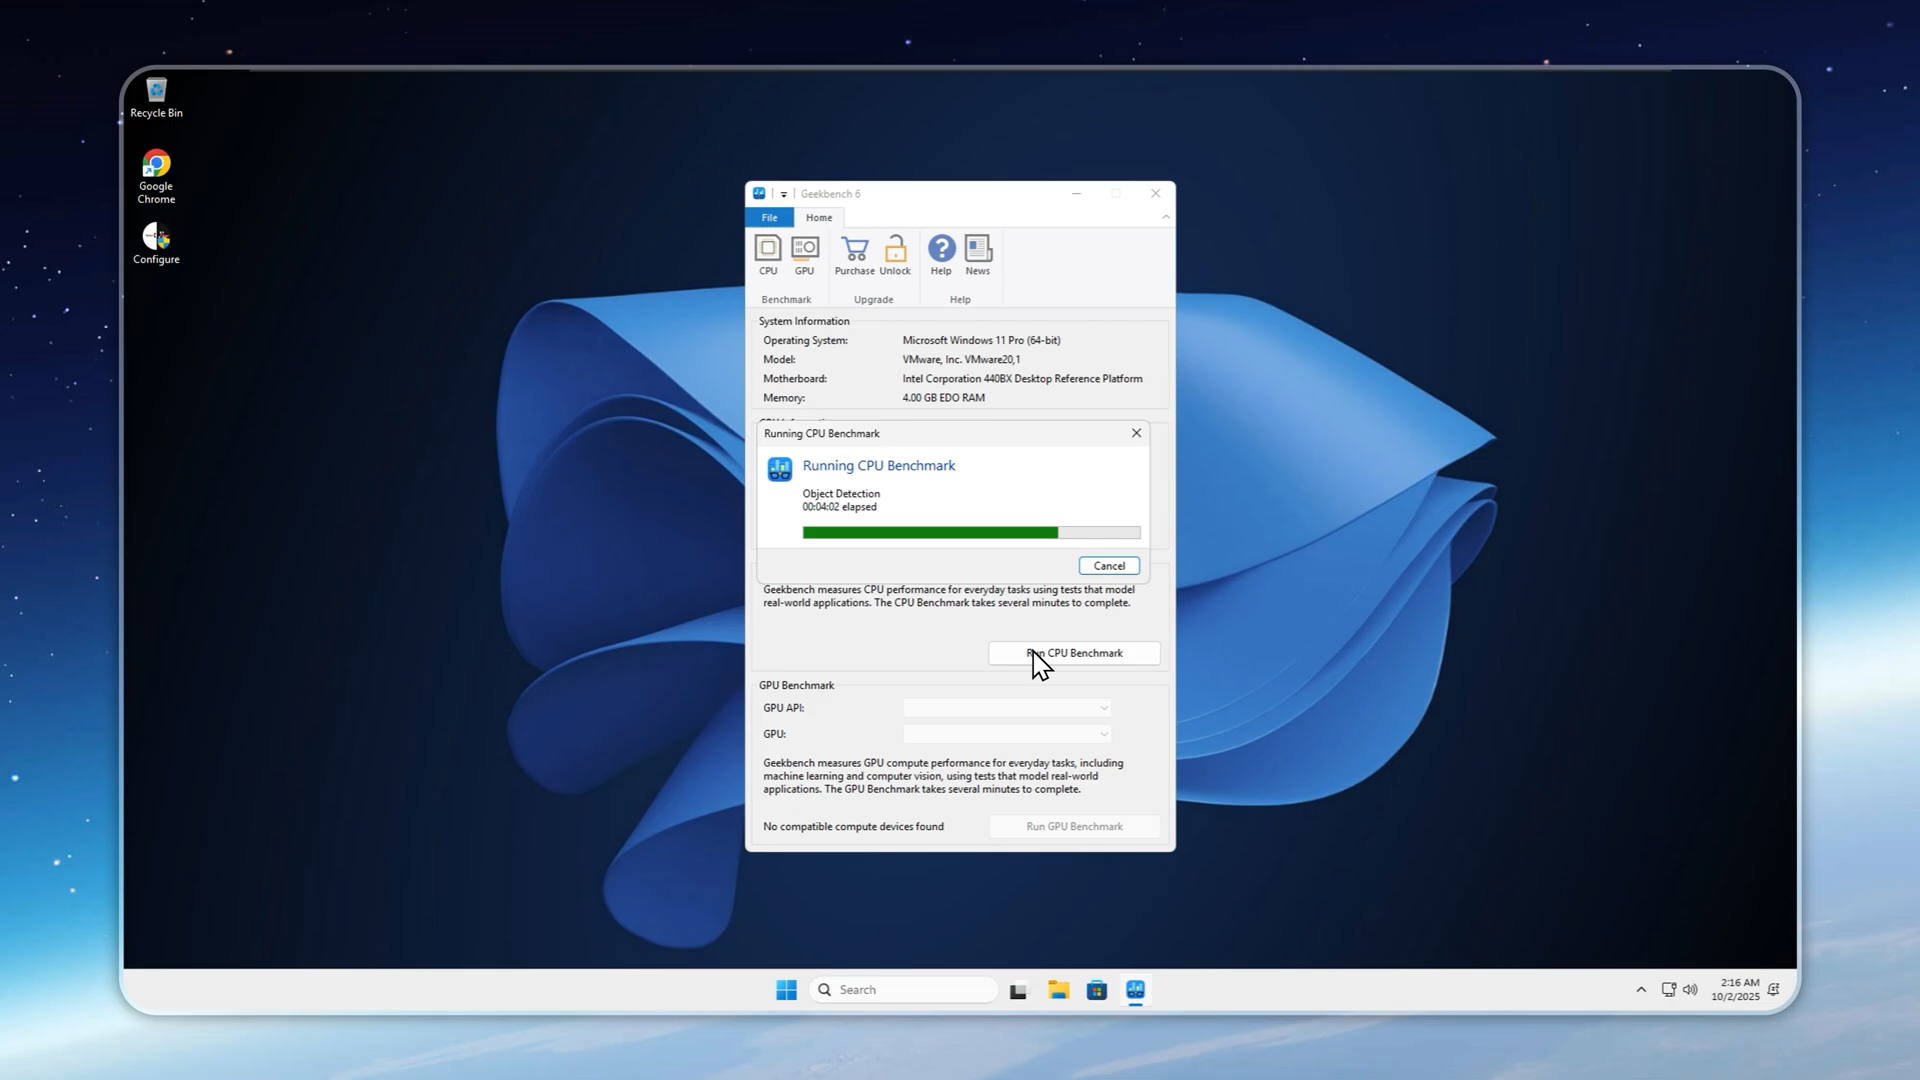 Recycle Bin
Google
Chrome
Configure
Geekbench 6
File
Home
CPU
GPU
Purchase
Unlock
Help
News
Benchmark
Upgrade
Help
System Information
Operating System:
Microsoft Windows 11 Pro (64-bit)
Model:
VMware, Inc. VMware20,1
Motherboard:
Intel Corporation 440BX Desktop Reference Platform
Memory:
4.00 GB EDO RAM
Running CPU Benchmark
Running CPU Benchmark
Object Detection
00:04:02 elapsed
Cancel
Geekbench measures CPU performance for everyday tasks using tests that model
real-world applications. The CPU Benchmark takes several minutes to complete.
Run CPU Benchmark
GPU Benchmark
GPU API:
GPU:
Geekbench measures GPU compute performance for everyday tasks, including
machine learning and computer vision, using tests that model real-world
applications. The GPU Benchmark takes several minutes to complete.
No compatible compute devices found
Run GPU Benchmark
Search
2:16 AM
10/2/2025